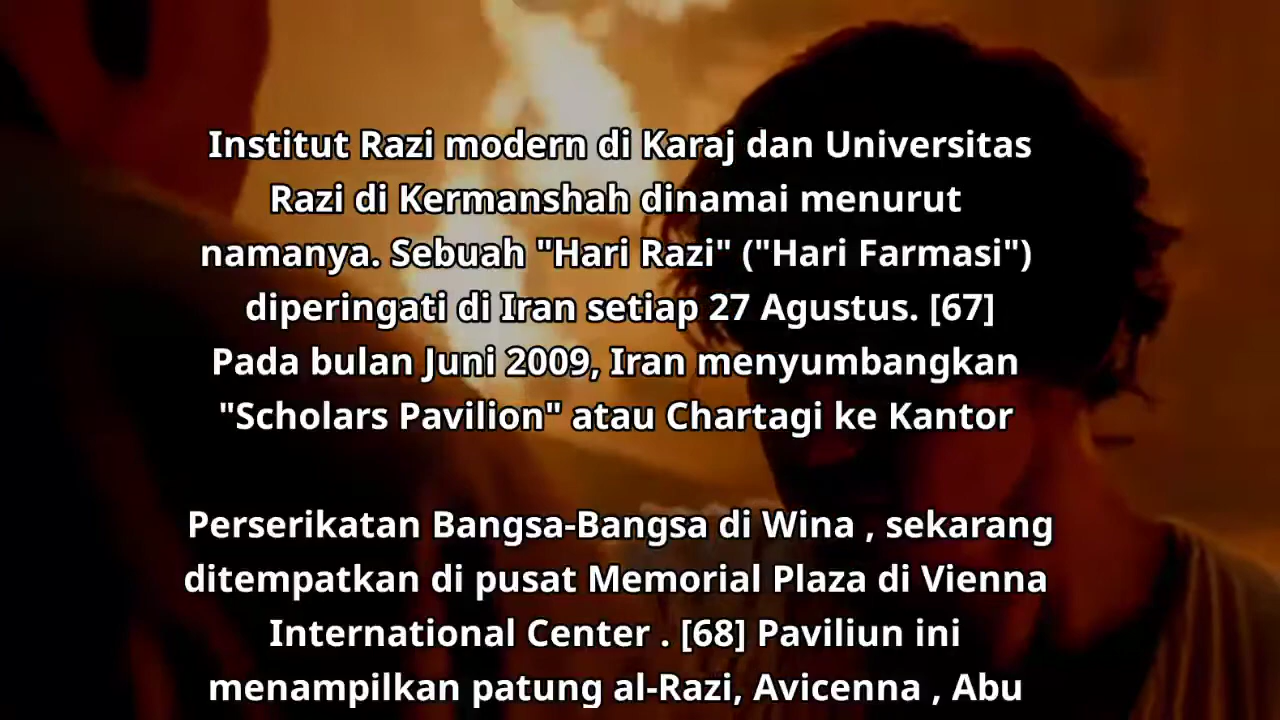 Institut Razi modern di Karaj dan Universitas
Razi di Kermanshah dinamai menurut
namanya. Sebuah "Hari Razi" ("Hari Farmasi")
diperingati di Iran setiap 27 Agustus. [67]
Pada bulan Juni 2009, Iran menyumbangkan
"Scholars Pavilion" atau Chartagi ke Kantor
Perserikatan Bangsa-Bangsa di Wina , sekarang
ditempatkan di pusat Memorial Plaza di Vienna
International Center . [68] Paviliun ini
menampilkan patung al-Razi, Avicenna , Abu